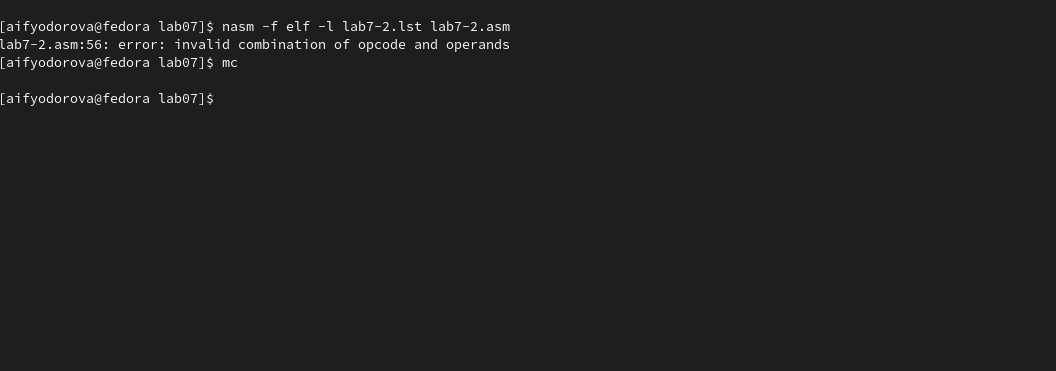 [aifyodorova@fedora lab07]$ nasm -f elf -l lab7-2.lst lab7-2.asm
lab7-2.asm:56: error: invalid combination of opcode and operands
[aifyodorova@fedora lab07]$ mc
[aifyodorova@fedora lab07]$